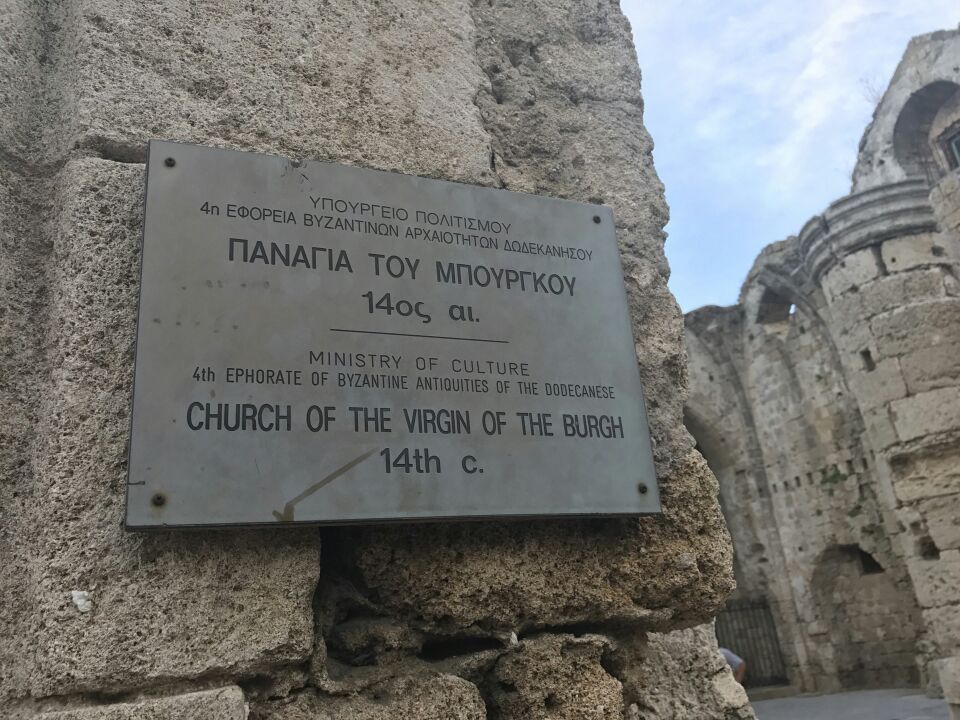 ΥΠΟΥΡΓΕΙΟ ΠΟΛΙΤΙΣΜΟΥ
4η ΕΦΟΡΕΙΑ ΒΥΖΑΝΤΙΝΩΝ ΑΡΧΑΙΟΤΗΤΩΝ ΔΩΔΕΚΑΝΗΣΟΥ
ΠΑΝΑΓΙΑ ΤΟΥ ΜΠΟΥΡΓΚΟΥ
14ος αι.
MINISTRY OF CULTURE
4th EPHORATE OF BYZANTINE ANTIQUITIES OF THE DODECANESE
CHURCH OF THE VIRGIN OF THE BURGH
14th c.